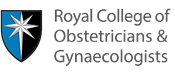 Royal College of
Obstetricians &
Gynaecologists